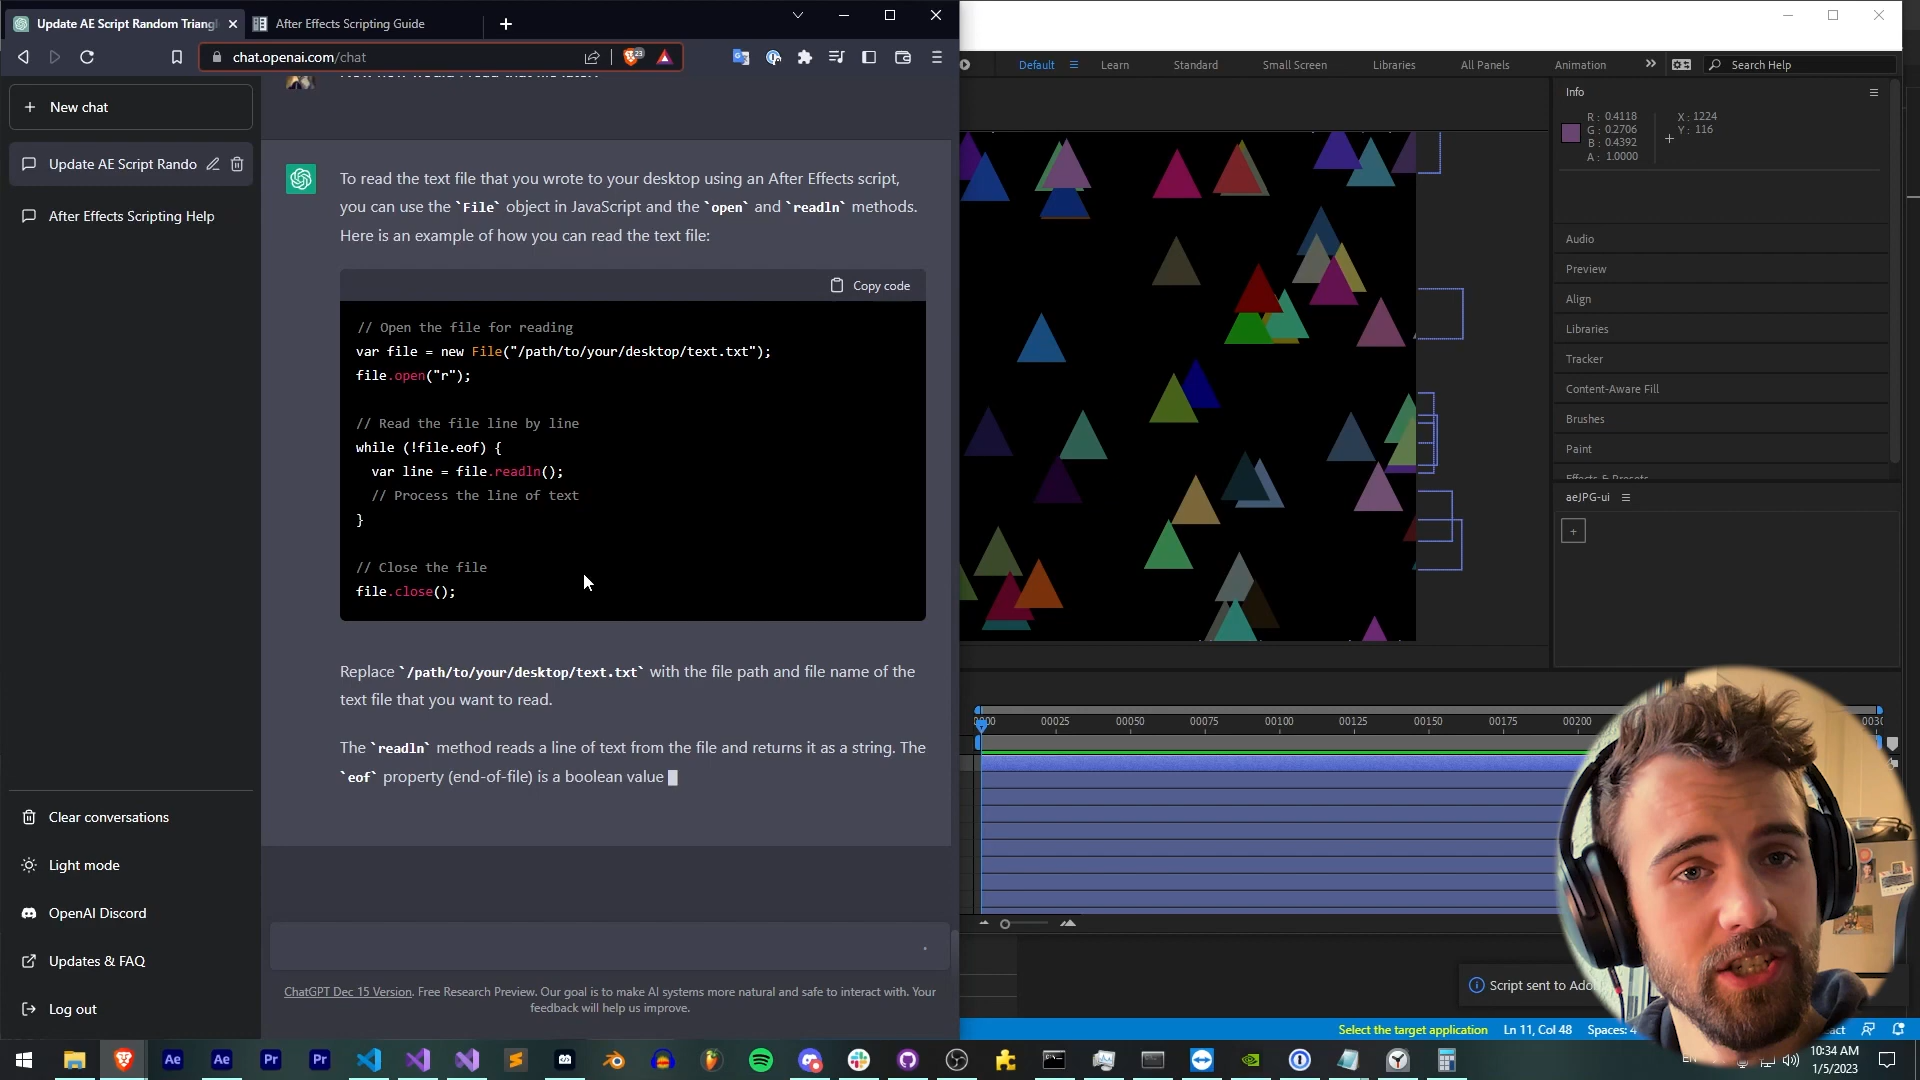 Update AE Script Random Triang
After Effects Scripting Guide
chat.openai.com/chat
23
New chat
Update AE Script Rando
After Effects Scripting Help
Clear conversations
Light mode
OpenAI Discord
Updates & FAQ
Log out
To read the text file that you wrote to your desktop using an After Effects script,
you can use the `File` object in JavaScript and the `open` and `readln` methods.
Here is an example of how you can read the text file:
Copy code
// Open the file for reading
var file = new File("/path/to/your/desktop/text.txt");
file.open("r");
// Read the file line by line
while (!file.eof) {
var line = file.readln();
// Process the line of text
}
// Close the file
file.close();
Replace `/path/to/your/desktop/text.txt` with the file path and file name of the
text file that you want to read.
The `readln` method reads a line of text from the file and returns it as a string. The
`eof` property (end-of-file) is a boolean value
ChatGPT Dec 15 Version. Free Research Preview. Our goal is to make AI systems more natural and safe to interact with. Your
feedback will help us improve.
Default
Learn
Standard
Small Screen
Libraries
All Panels
Animation
Search Help
Info
R: 0.4118
G: 0.2706
B: 0.4392
A: 1.0000
X: 1224
Y: 116
Audio
Preview
Align
Libraries
Tracker
Content-Aware Fill
Brushes
Paint
Effects & Presets
aeJPG-ui
00025 00050 00075 00100 00125 00150 00175 00200
Script sent to Ado
Select the target application
Ln 11, Col 48
Spaces: 4
Ae
Ae
Pr
Pr
10:34 AM
1/5/2023